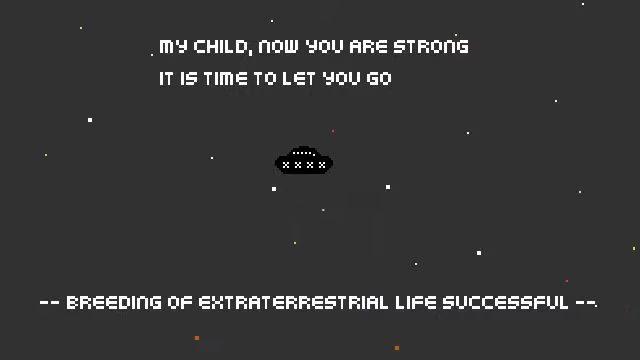 MY CHILD, NOW YOU ARE STRONG
IT IS TIME TO LET YOU GO
-- BREEDING OF EXTRATERRESTRIAL LIFE SUCCESSFUL --